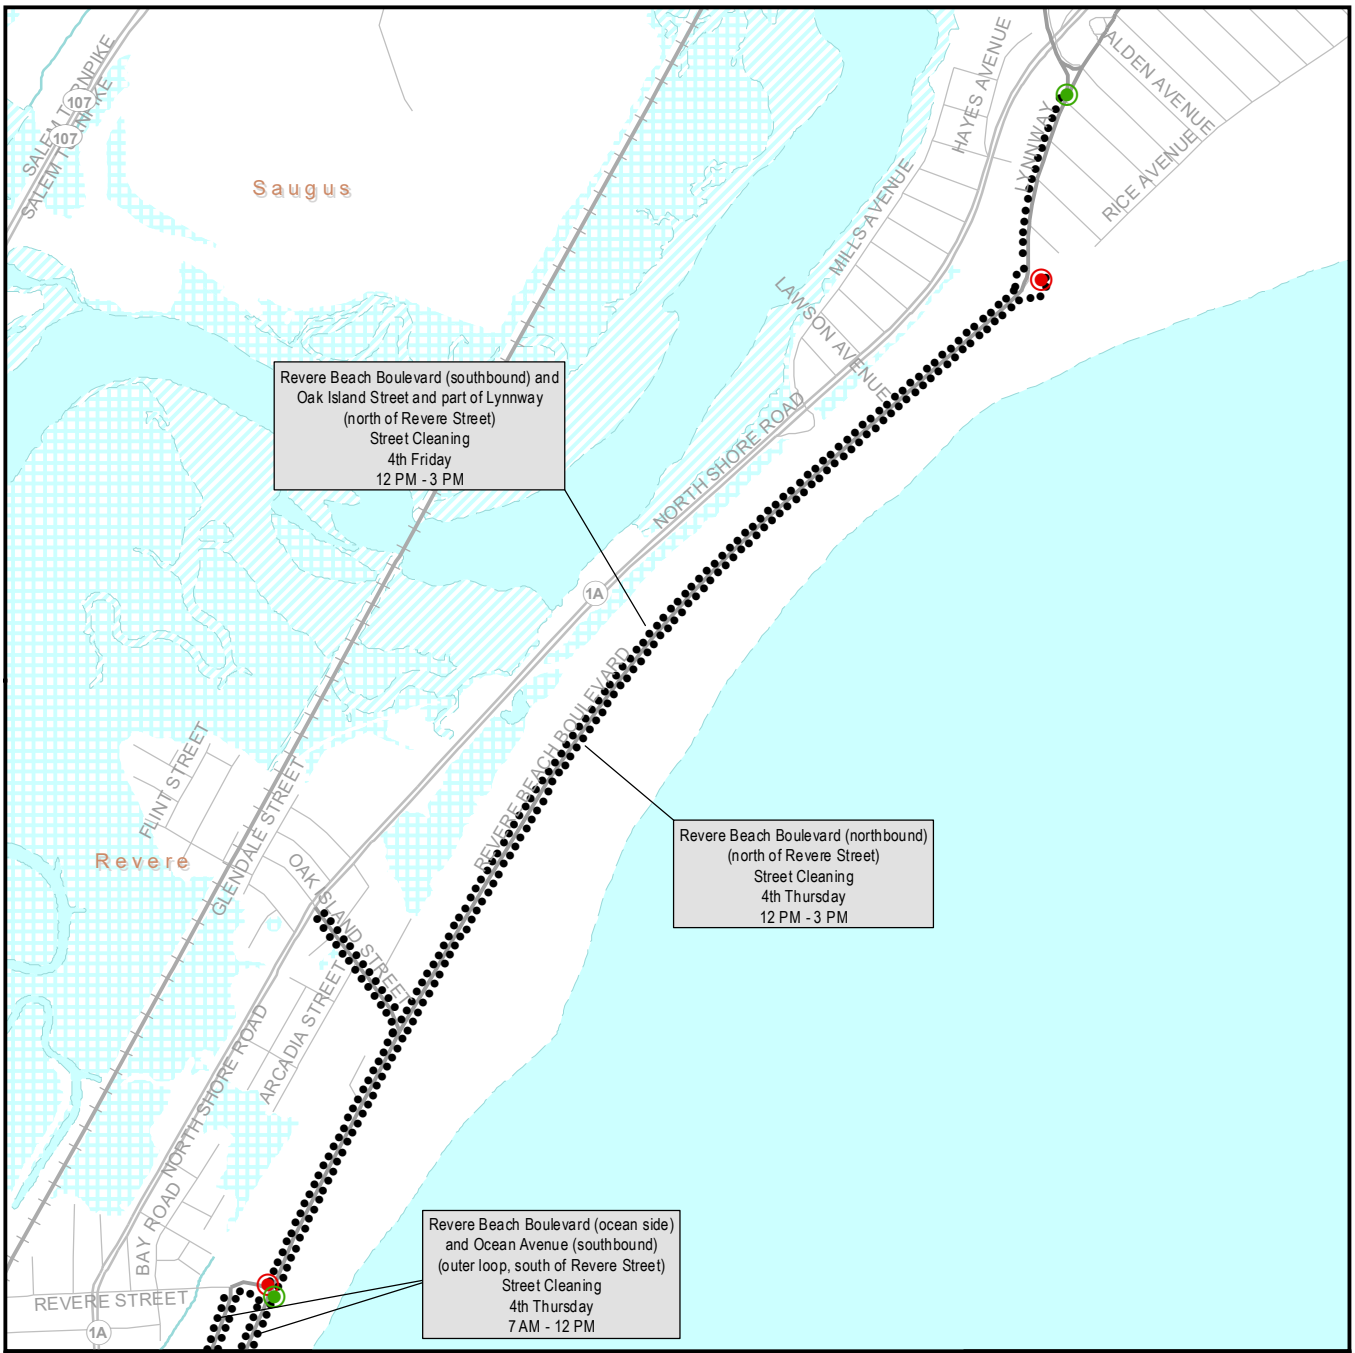 HAYES AVENUE
ALDEN AVENUE
SALEM TURNPIKE
107
107
SALEM TURNPIKE
LYNNWAY
RICE AVENUE
Saugus
MILLS AVENUE
LAWSON AVENUE
Revere Beach Boulevard (southbound) and
Oak Island Street and part of Lynnway
(north of Revere Street)
Street Cleaning
4th Friday
12 PM - 3 PM
NORTH SHORE ROAD
1A
REVERE BEACH BOULEVARD
FLINT STREET
GLENDALE STREET
Revere
OAK ISLAND STREET
Revere Beach Boulevard (northbound)
(north of Revere Street)
Street Cleaning
4th Thursday
12 PM - 3 PM
ARCADIA STREET
NORTH SHORE ROAD
BAY ROAD
Revere Beach Boulevard (ocean side)
and Ocean Avenue (southbound)
(outer loop, south of Revere Street)
Street Cleaning
4th Thursday
7 AM - 12 PM
REVERE STREET
1A